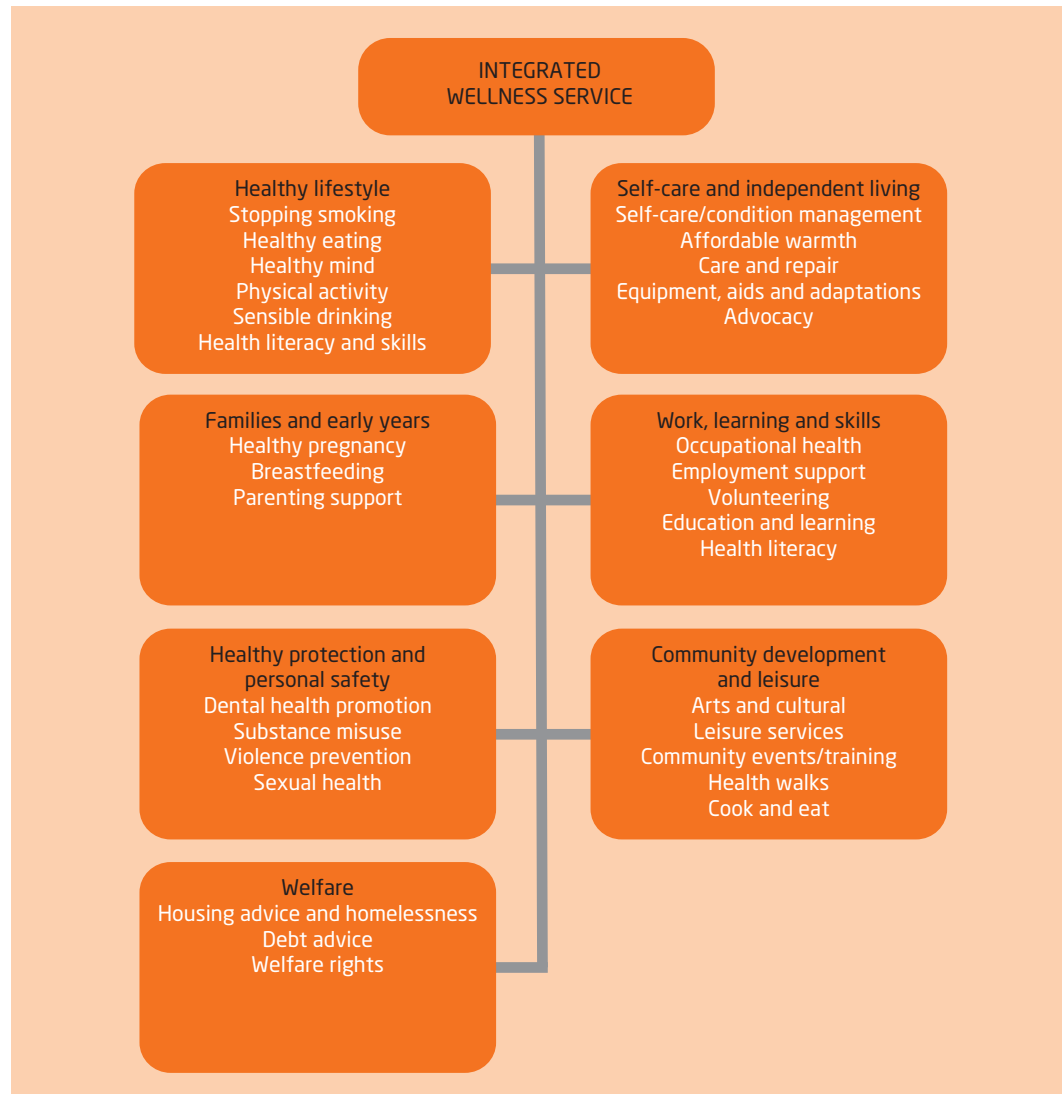 INTEGRATED
WELLNESS SERVICE
Healthy lifestyle
Stopping smoking
Healthy eating
Healthy mind
Physical activity
Sensible drinking
Health literacy and skills
Self-care and independent living
Self-care/condition management
Affordable warmth
Care and repair
Equipment, aids and adaptations
Advocacy
Families and early years
Healthy pregnancy
Breastfeeding
Parenting support
Work, learning and skills
Occupational health
Employment support
Volunteering
Education and learning
Health literacy
Healthy protection and
personal safety
Dental health promotion
Substance misuse
Violence prevention
Sexual health
Community development
and leisure
Arts and cultural
Leisure services
Community events/training
Health walks
Cook and eat
Welfare
Housing advice and homelessness
Debt advice
Welfare rights